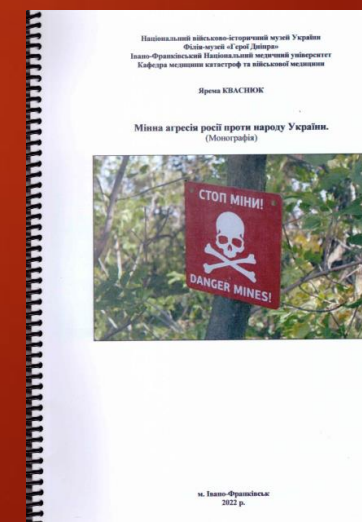 Національний військово-історичний музей України
Філія-музей «Герої Дніпра»
Івано-Франківський Національний медичний університет
Кафедра медицини катастроф та військової медицини
Ярема КВАСНЮК
Мінна агресія росії проти народу України.
(Монографія)
СТОП МІНИ!
DANGER MINES!
м. Івано-Франківськ
2022 р.